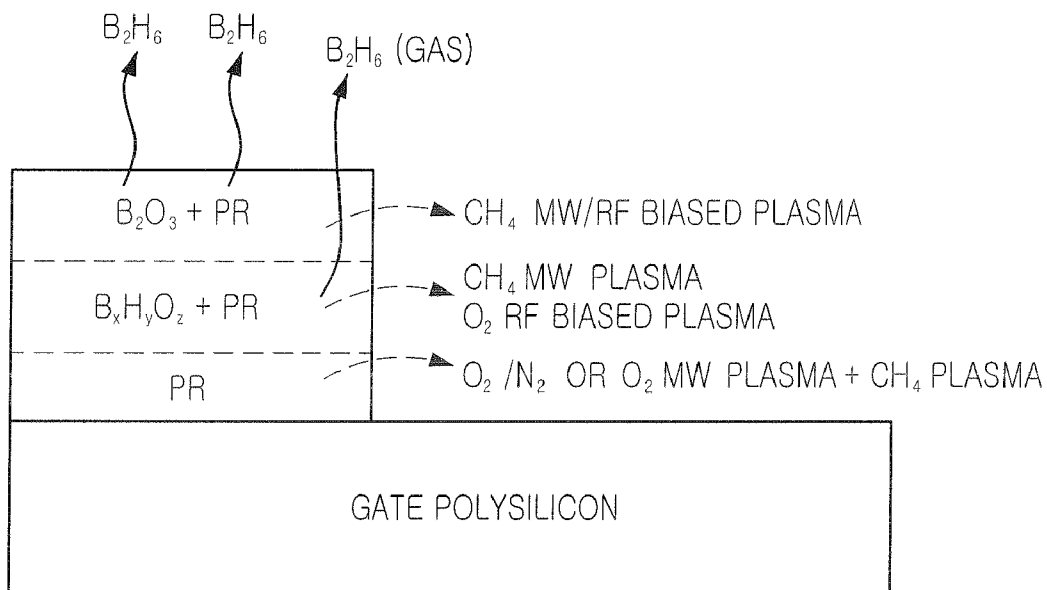 B₂H₆ B₂H₆
B₂H₆ (GAS)
B₂O₃ + PR
CH₄ MW/RF BIASED PLASMA
BₓHᵧO𝓏 + PR
CH₄ MW PLASMA
O₂ RF BIASED PLASMA
PR
O₂ /N₂ OR O₂ MW PLASMA + CH₄ PLASMA
GATE POLYSILICON